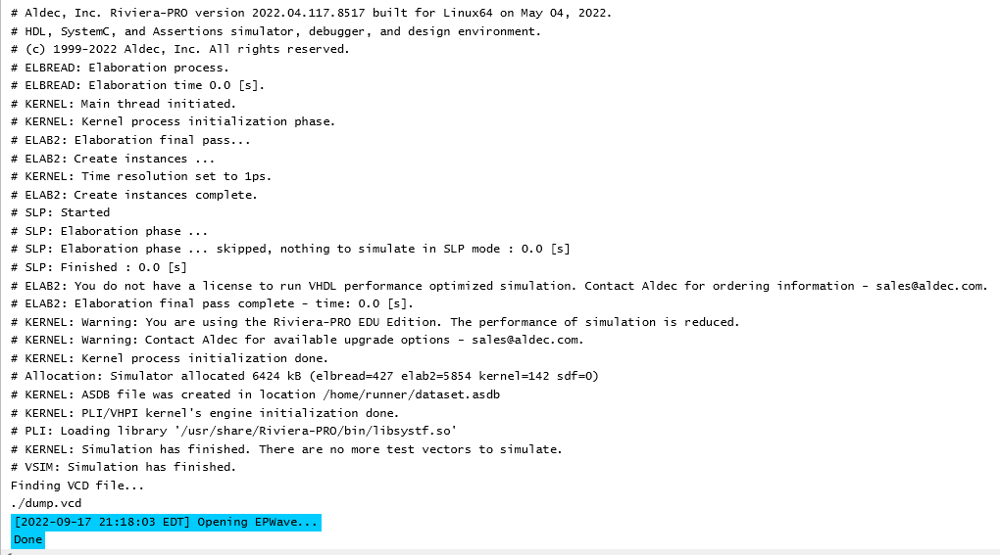 # Aldec, Inc. Riviera-PRO version 2022.04.117.8517 built for Linux64 on May 04, 2022.
# HDL, SystemC, and Assertions simulator, debugger, and design environment.
# (c) 1999-2022 Aldec, Inc. All rights reserved.
# ELBREAD: Elaboration process.
# ELBREAD: Elaboration time 0.0 [s].
# KERNEL: Main thread initiated.
# KERNEL: Kernel process initialization phase.
# ELAB2: Elaboration final pass...
# ELAB2: Create instances ...
# KERNEL: Time resolution set to 1ps.
# ELAB2: Create instances complete.
# SLP: Started
# SLP: Elaboration phase ...
# SLP: Elaboration phase ... skipped, nothing to simulate in SLP mode : 0.0 [s]
# SLP: Finished : 0.0 [s]
# ELAB2: You do not have a license to run VHDL performance optimized simulation. Contact Aldec for ordering information - sales@aldec.com.
# ELAB2: Elaboration final pass complete - time: 0.0 [s].
# KERNEL: Warning: You are using the Riviera-PRO EDU Edition. The performance of simulation is reduced.
# KERNEL: Warning: Contact Aldec for available upgrade options - sales@aldec.com.
# KERNEL: Kernel process initialization done.
# Allocation: Simulator allocated 6424 kB (elbread=427 elab2=5854 kernel=142 sdf=0)
# KERNEL: ASDB file was created in location /home/runner/dataset.asdb
# KERNEL: PLI/VHPI kernel's engine initialization done.
# PLI: Loading library '/usr/share/Riviera-PRO/bin/libsystf.so'
# KERNEL: Simulation has finished. There are no more test vectors to simulate.
# VSIM: Simulation has finished.
Finding VCD file...
./dump.vcd
[2022-09-17 21:18:03 EDT] Opening EPWave...
Done